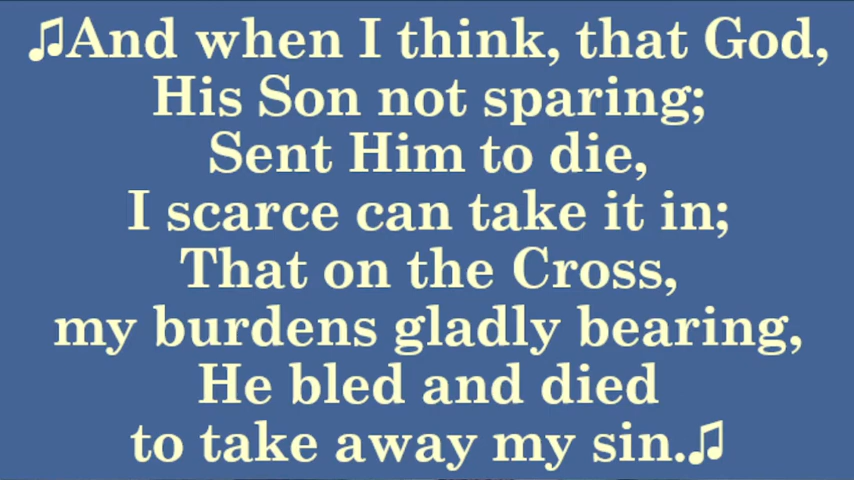 ♫And when I think, that God,
His Son not sparing;
Sent Him to die,
I scarce can take it in;
That on the Cross,
my burdens gladly bearing,
He bled and died
to take away my sin.♫